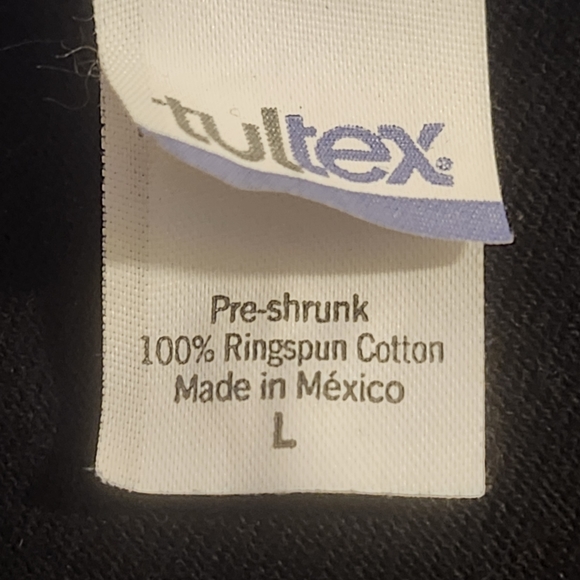 tultex®
Pre-shrunk
100% Ringspun Cotton
Made in México
L